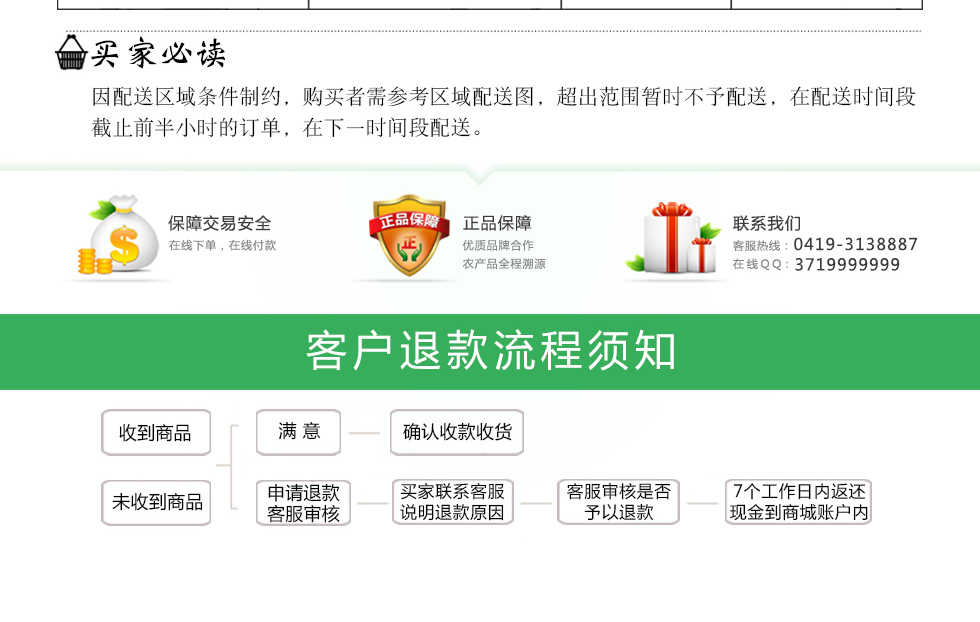 买家必读
因配送区域条件制约，购买者需参考区域配送图，超出范围暂时不予配送，在配送时间段
截止前半小时的订单，在下一时间段配送。
保障交易安全
在线下单，在线付款
$
正品保障
正
正品保障
优质品牌合作
农产品全程溯源
联系我们
客服热线：0419-3138887
在线QQ：3719999999
客户退款流程须知
收到商品
满 意
确认收款收货
未收到商品
申请退款
客服审核
买家联系客服
说明退款原因
客服审核是否
予以退款
7个工作日内返还
现金到商城账户内